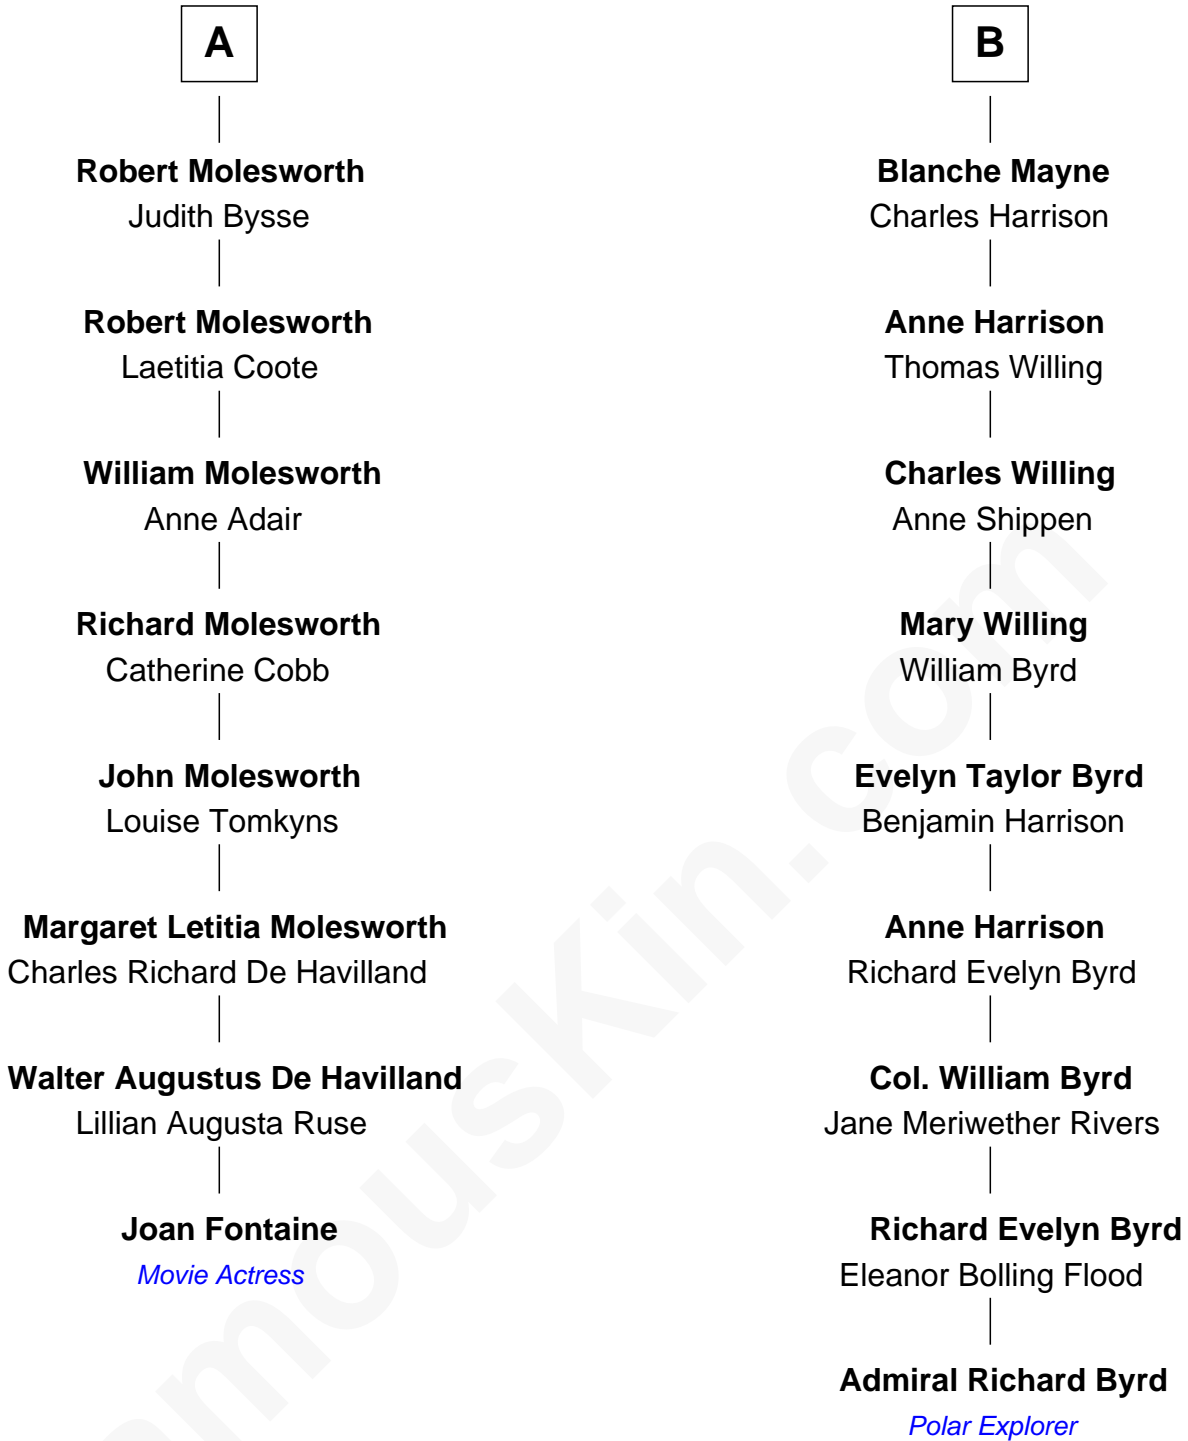 A
Robert Molesworth
Judith Bysse
Robert Molesworth
Laetitia Coote
William Molesworth
Anne Adair
Richard Molesworth
Catherine Cobb
John Molesworth
Louise Tomkyns
Margaret Letitia Molesworth
Charles Richard De Havilland
Walter Augustus De Havilland
Lillian Augusta Ruse
Joan Fontaine
Movie Actress
B
Blanche Mayne
Charles Harrison
Anne Harrison
Thomas Willing
Charles Willing
Anne Shippen
Mary Willing
William Byrd
Evelyn Taylor Byrd
Benjamin Harrison
Anne Harrison
Richard Evelyn Byrd
Col. William Byrd
Jane Meriwether Rivers
Richard Evelyn Byrd
Eleanor Bolling Flood
Admiral Richard Byrd
Polar Explorer
mousKin.com